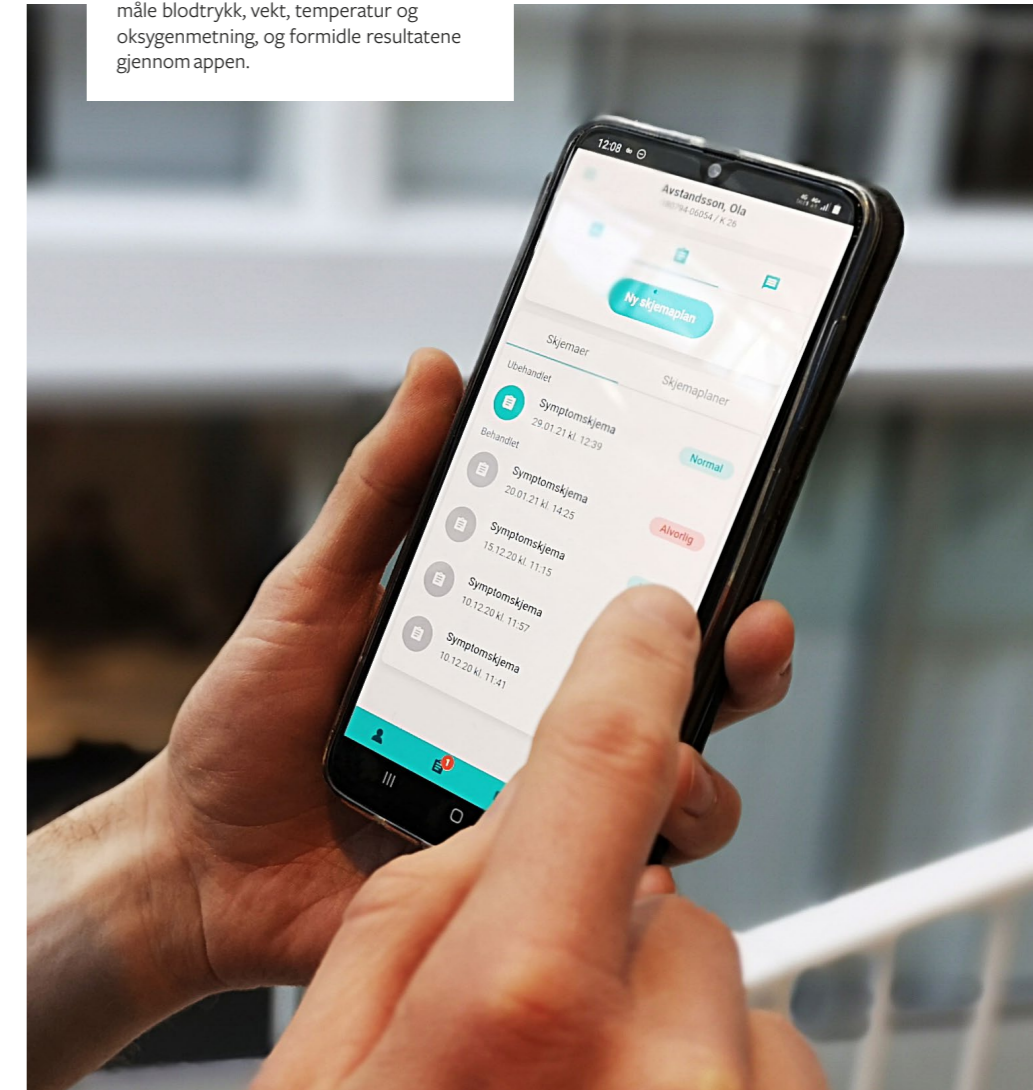 måle blodtrykk, vekt, temperatur og
oksygenmetning, og formidle resultatene
gjennom appen.
12:08
Avstandsson, Ola
-06054 / K 26
Ny skjemaplan
Skjemaer
Skjemaplaner
Ubehandlet
Symptomskjema
29.01.21 kl. 12:39
Normal
Behandlet
Symptomskjema
20.01.21 kl. 14:25
Alvorlig
Symptomskjema
15.12.20 kl. 11:15
Symptomskjema
10.12.20 kl. 11:57
Symptomskjema
10.12.20 kl. 11:41
1